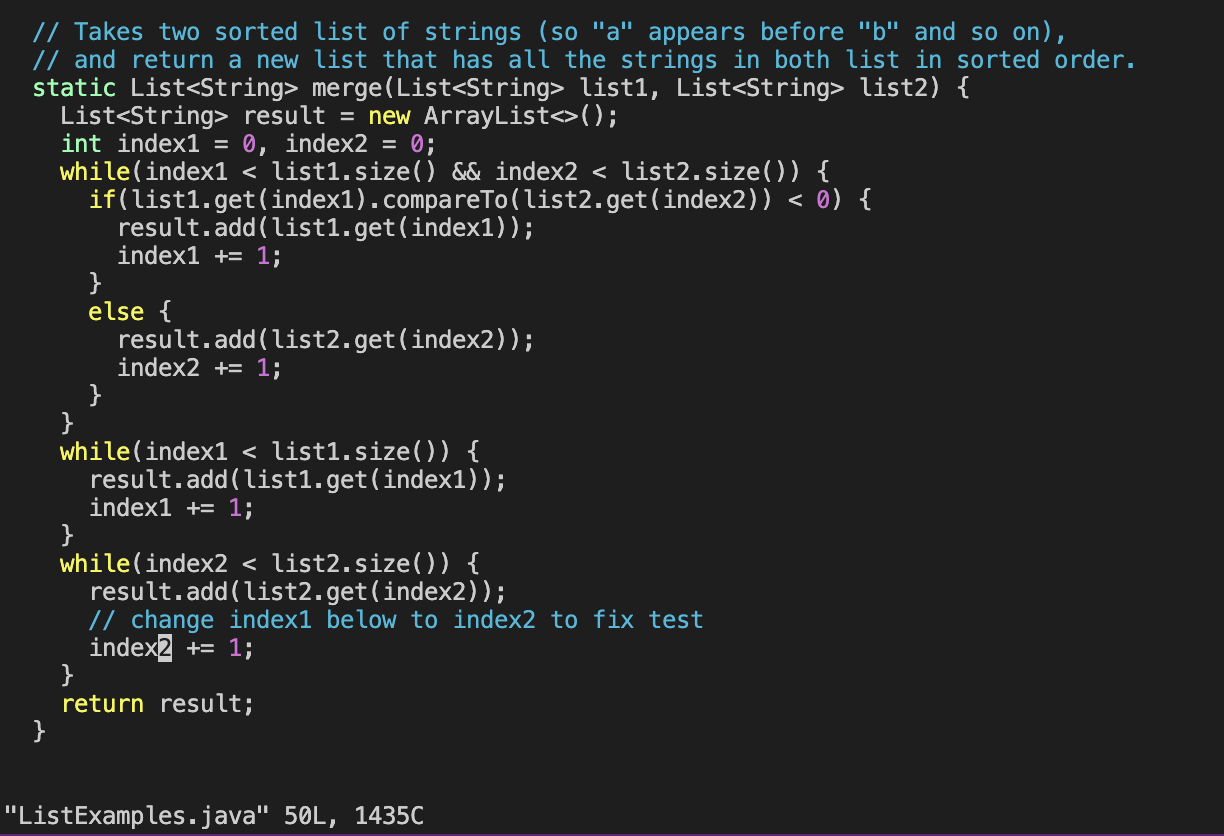 // Takes two sorted list of strings (so "a" appears before "b" and so on),
// and return a new list that has all the strings in both list in sorted order.
static List<String> merge(List<String> list1, List<String> list2) {
List<String> result = new ArrayList<>();
int index1 = 0, index2 = 0;
while(index1 < list1.size() && index2 < list2.size()) {
if(list1.get(index1).compareTo(list2.get(index2)) < 0) {
result.add(list1.get(index1));
index1 += 1;
}
else {
result.add(list2.get(index2));
index2 += 1;
}
}
while(index1 < list1.size()) {
result.add(list1.get(index1));
index1 += 1;
}
while(index2 < list2.size()) {
result.add(list2.get(index2));
// change index1 below to index2 to fix test
index2 += 1;
}
return result;
}
"ListExamples.java" 50L, 1435C